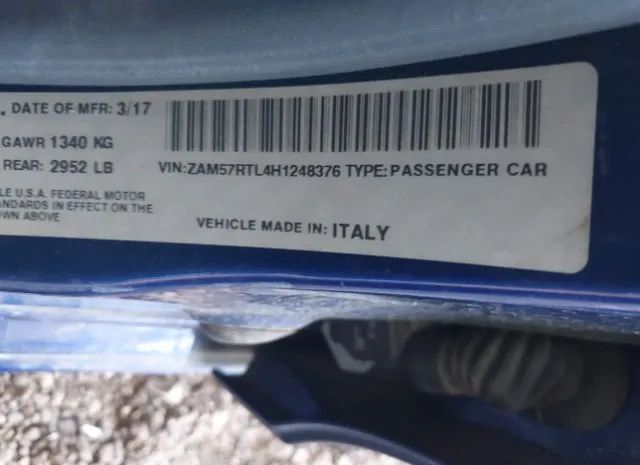 . DATE OF MFR: 3/17
GAWR 1340 KG
REAR: 2952 LB
VIN:ZAM57RTL4H1248376 TYPE:PASSENGER CAR
LE U.S.A. FEDERAL MOTOR
ANDARDS IN EFFECT ON THE
OWN ABOVE
VEHICLE MADE IN: ITALY